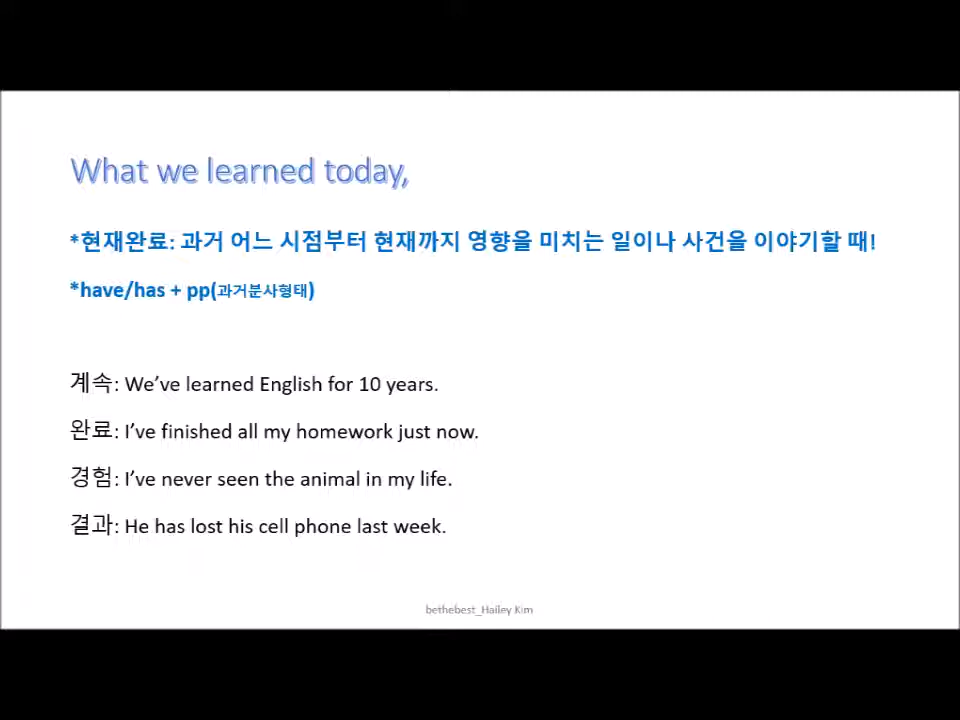 What we learned today,
*현재완료: 과거 어느 시점부터 현재까지 영향을 미치는 일이나 사건을 이야기할 때!
*have/has + pp(과거분사형태)
계속: We’ve learned English for 10 years.
완료: I’ve finished all my homework just now.
경험: I’ve never seen the animal in my life.
결과: He has lost his cell phone last week.
bethebest_Hailey Kim